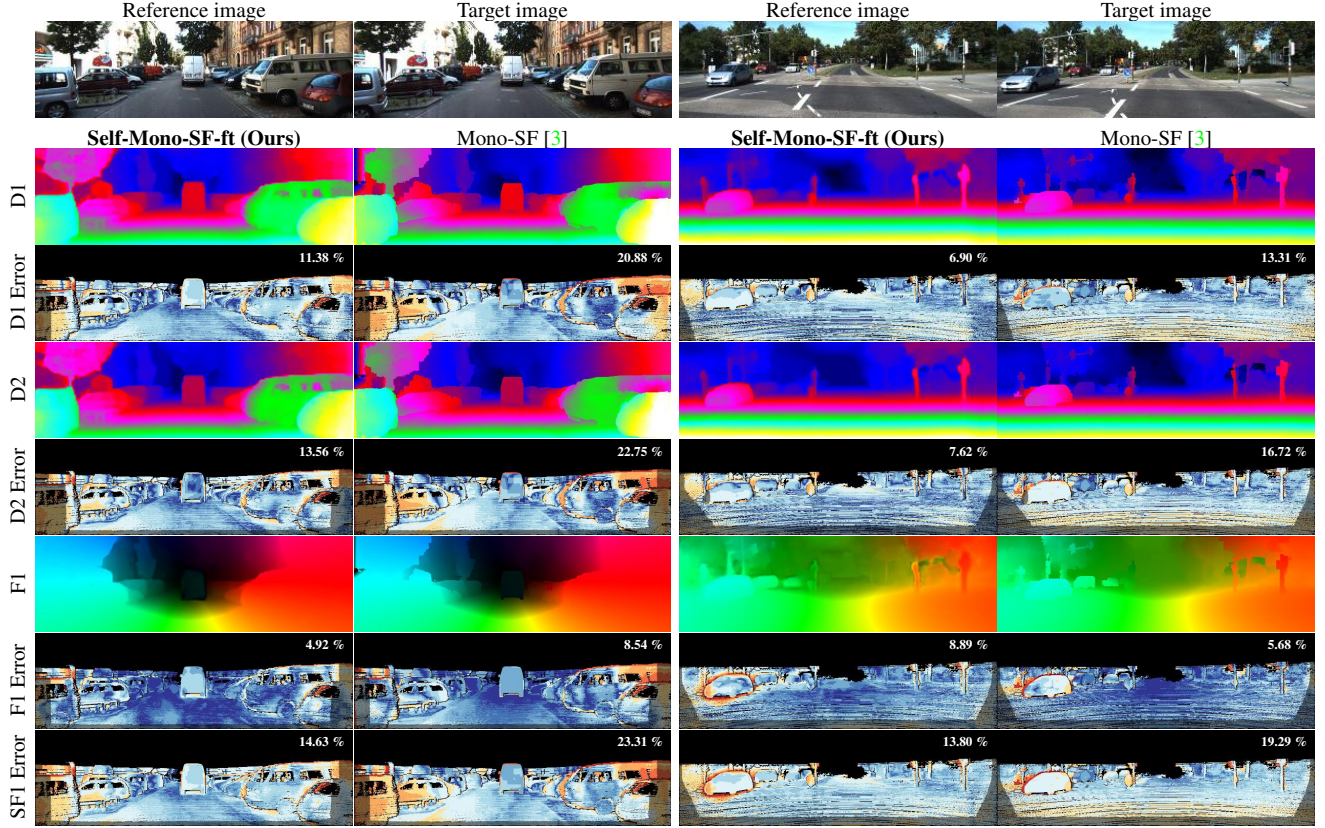 Reference image Target image Reference image Target image
Self-Mono-SF-ft (Ours) Mono-SF [3] Self-Mono-SF-ft (Ours) Mono-SF [3]
D1
D1 Error 11.38 % 20.88 % 6.90 % 13.31 %
D2
D2 Error 13.56 % 22.75 % 7.62 % 16.72 %
F1
F1 Error 4.92 % 8.54 % 8.89 % 5.68 %
SF1 Error 14.63 % 23.31 % 13.80 % 19.29 %